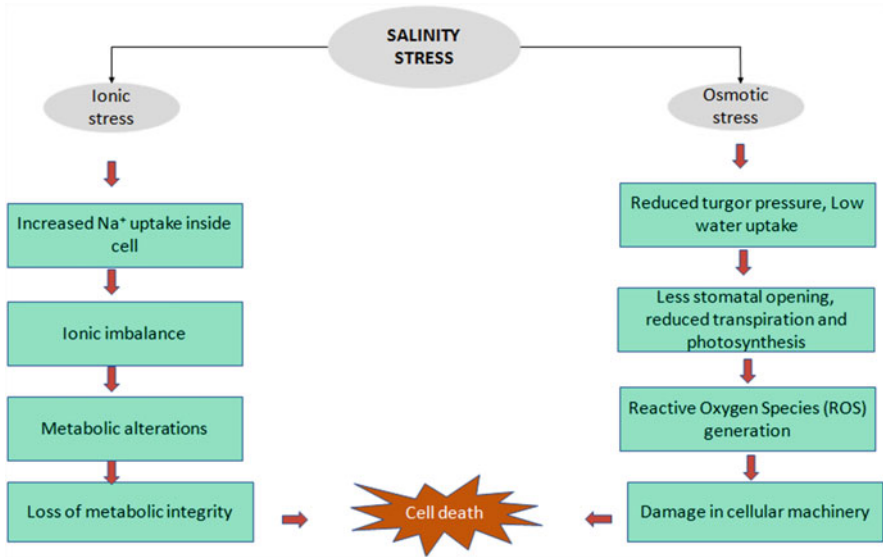 SALINITY
STRESS
Ionic
stress
Increased Na⁺ uptake inside
cell
Ionic imbalance
Metabolic alterations
Loss of metabolic integrity
Osmotic
stress
Reduced turgor pressure, Low
water uptake
Less stomatal opening,
reduced transpiration and
photosynthesis
Reactive Oxygen Species (ROS)
generation
Damage in cellular machinery
Cell death